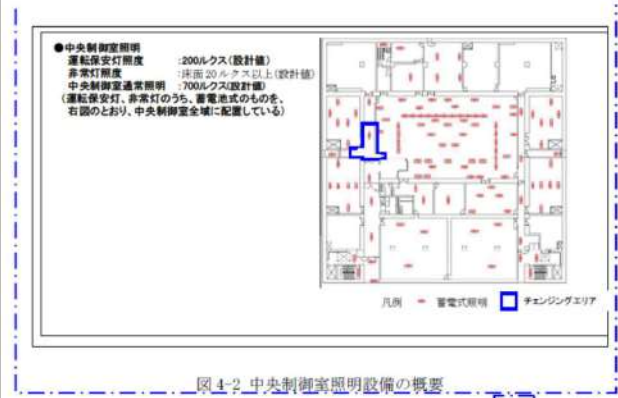 ●中央制御室照明
運転保安灯照度 :200ルクス(設計値)
非常灯照度 :床面20ルクス以上(設計値)
中央制御室通常照明 :700ルクス(設計値)
(運転保安灯、非常灯のうち、蓄電池式のものを、
右図のとおり、中央制御室全域に配置している)
凡例 蓄電式照明 チェンジングエリア
図 4-2 中央制御室照明設備の概要